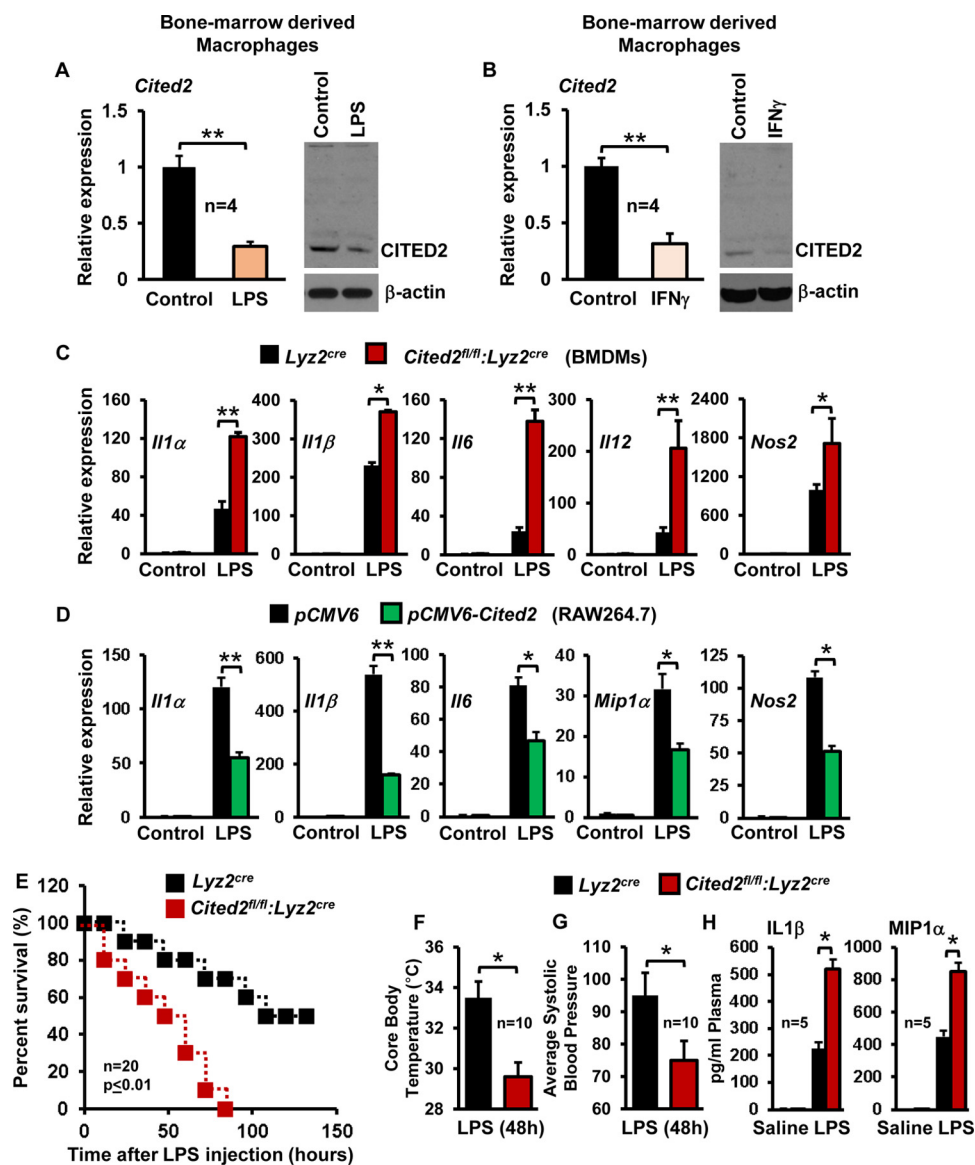 Bone-marrow derived
Macrophages
Bone-marrow derived
Macrophages
A
Cited2
Relative expression
1.5
1
0.5
0
**
n=4
Control LPS
Control
LPS
CITED2
β-actin
B
Cited2
Relative expression
1.5
1
0.5
0
**
n=4
Control IFNγ
Control
IFNγ
CITED2
β-actin
C
Lyz2cre Cited2fl/fl:Lyz2cre (BMDMs)
Relative expression
160
120
80
40
0
Il1α
**
Control LPS
400
300
200
100
0
Il1β
*
Control LPS
160
120
80
40
0
Il6
**
Control LPS
300
200
100
0
Il12
**
Control LPS
2400
1800
1200
600
0
Nos2
*
Control LPS
D
pCMV6 pCMV6-Cited2 (RAW264.7)
Relative expression
150
100
50
0
Il1α
**
Control LPS
600
400
200
0
Il1β
**
Control LPS
100
80
60
40
20
0
Il6
*
Control LPS
40
30
20
10
0
Mip1α
*
Control LPS
100
75
50
25
0
Nos2
*
Control LPS
E
Lyz2cre
Cited2fl/fl:Lyz2cre
Percent survival (%)
120
100
80
60
40
20
0
n=20
p≤0.01
0 50 100 150
Time after LPS injection (hours)
Lyz2cre Cited2fl/fl:Lyz2cre
F
Core Body
Temperature (°C)
36
34
32
30
28
*
n=10
LPS (48h)
G
Average Systolic
Blood Pressure
110
100
90
80
70
60
*
n=10
LPS (48h)
H
IL1β
pg/ml Plasma
600
500
400
300
200
100
0
*
n=5
Saline LPS
MIP1α
1000
800
600
400
200
0
*
n=5
Saline LPS